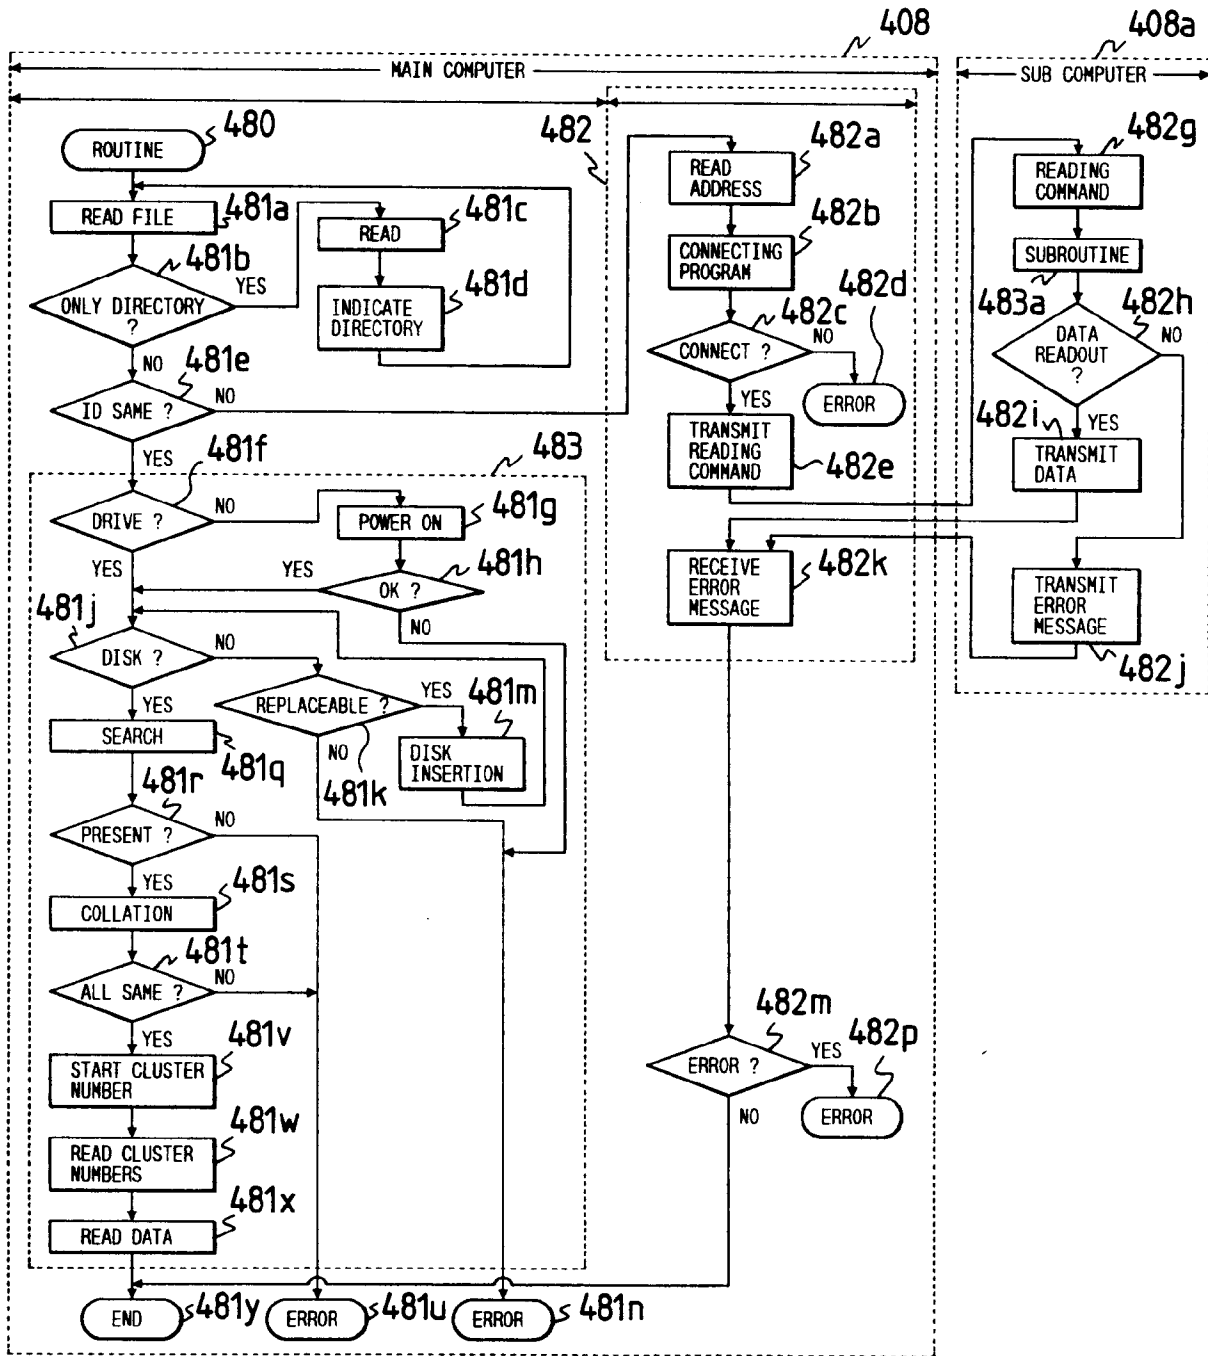 408
408a
MAIN COMPUTER
SUB COMPUTER
480
ROUTINE
READ FILE
481a
481b
ONLY DIRECTORY
?
YES
NO
READ
481c
INDICATE
DIRECTORY
481d
481e
ID SAME ?
NO
YES
482
READ
ADDRESS
482a
CONNECTING
PROGRAM
482b
CONNECT ?
482c
NO
YES
482d
ERROR
TRANSMIT
READING
COMMAND
482e
READING
COMMAND
482g
SUBROUTINE
483a
DATA
READOUT
?
482h
NO
YES
482i
TRANSMIT
DATA
TRANSMIT
ERROR
MESSAGE
482j
RECEIVE
ERROR
MESSAGE
482k
483
481f
DRIVE ?
NO
YES
POWER ON
481g
OK ?
481h
YES
NO
481j
DISK ?
NO
YES
REPLACEABLE ?
481k
YES
NO
481m
DISK
INSERTION
SEARCH
481q
481r
PRESENT ?
NO
YES
COLLATION
481s
481t
ALL SAME ?
NO
YES
START CLUSTER
NUMBER
481v
READ CLUSTER
NUMBERS
481w
READ DATA
481x
ERROR ?
482m
YES
NO
482p
ERROR
END
481y
ERROR
481u
ERROR
481n